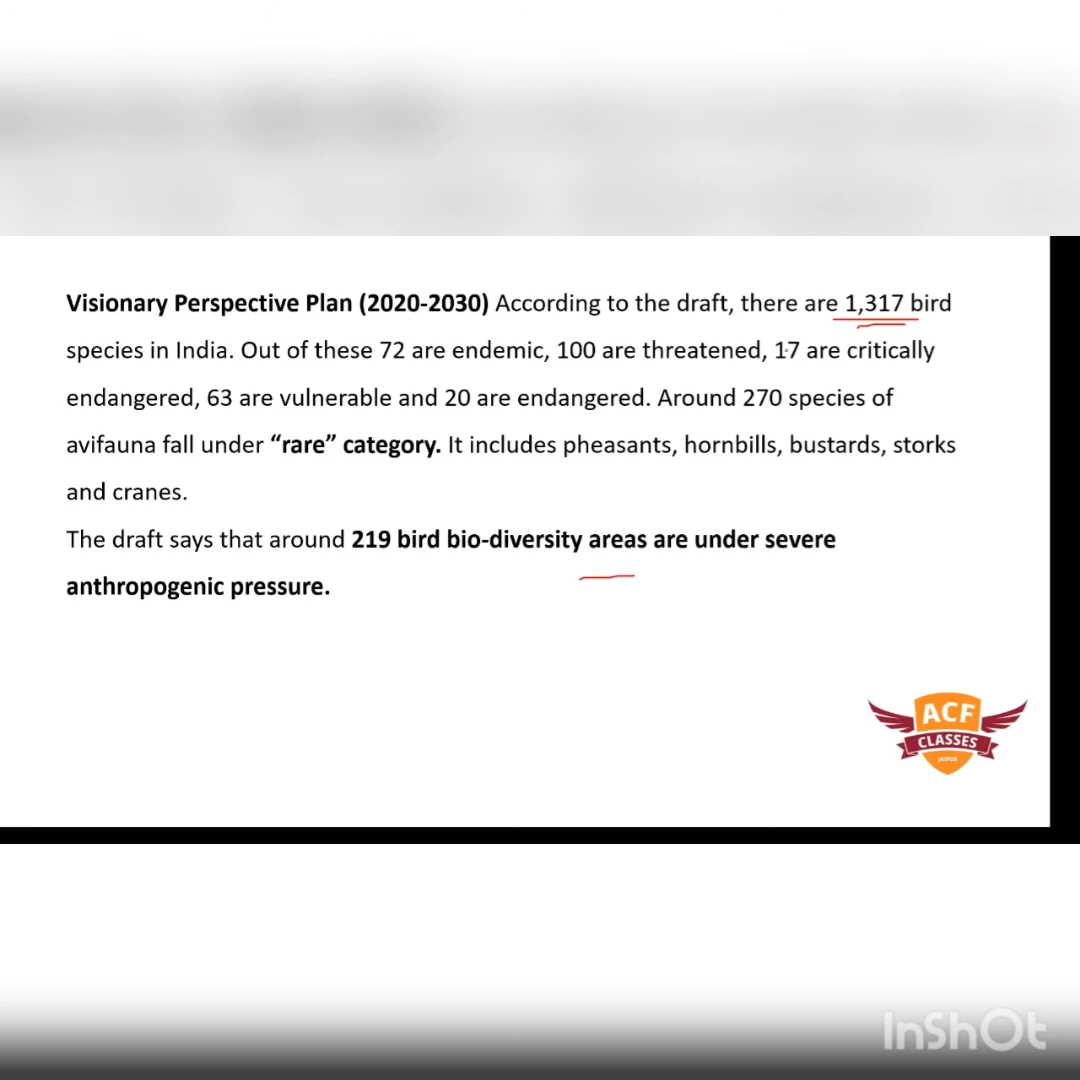 Visionary Perspective Plan (2020-2030) According to the draft, there are 1,317 bird
species in India. Out of these 72 are endemic, 100 are threatened, 17 are critically
endangered, 63 are vulnerable and 20 are endangered. Around 270 species of
avifauna fall under “rare” category. It includes pheasants, hornbills, bustards, storks
and cranes.
The draft says that around 219 bird bio-diversity areas are under severe
anthropogenic pressure.
ACF
CLASSES
JAIPUR
InShOt